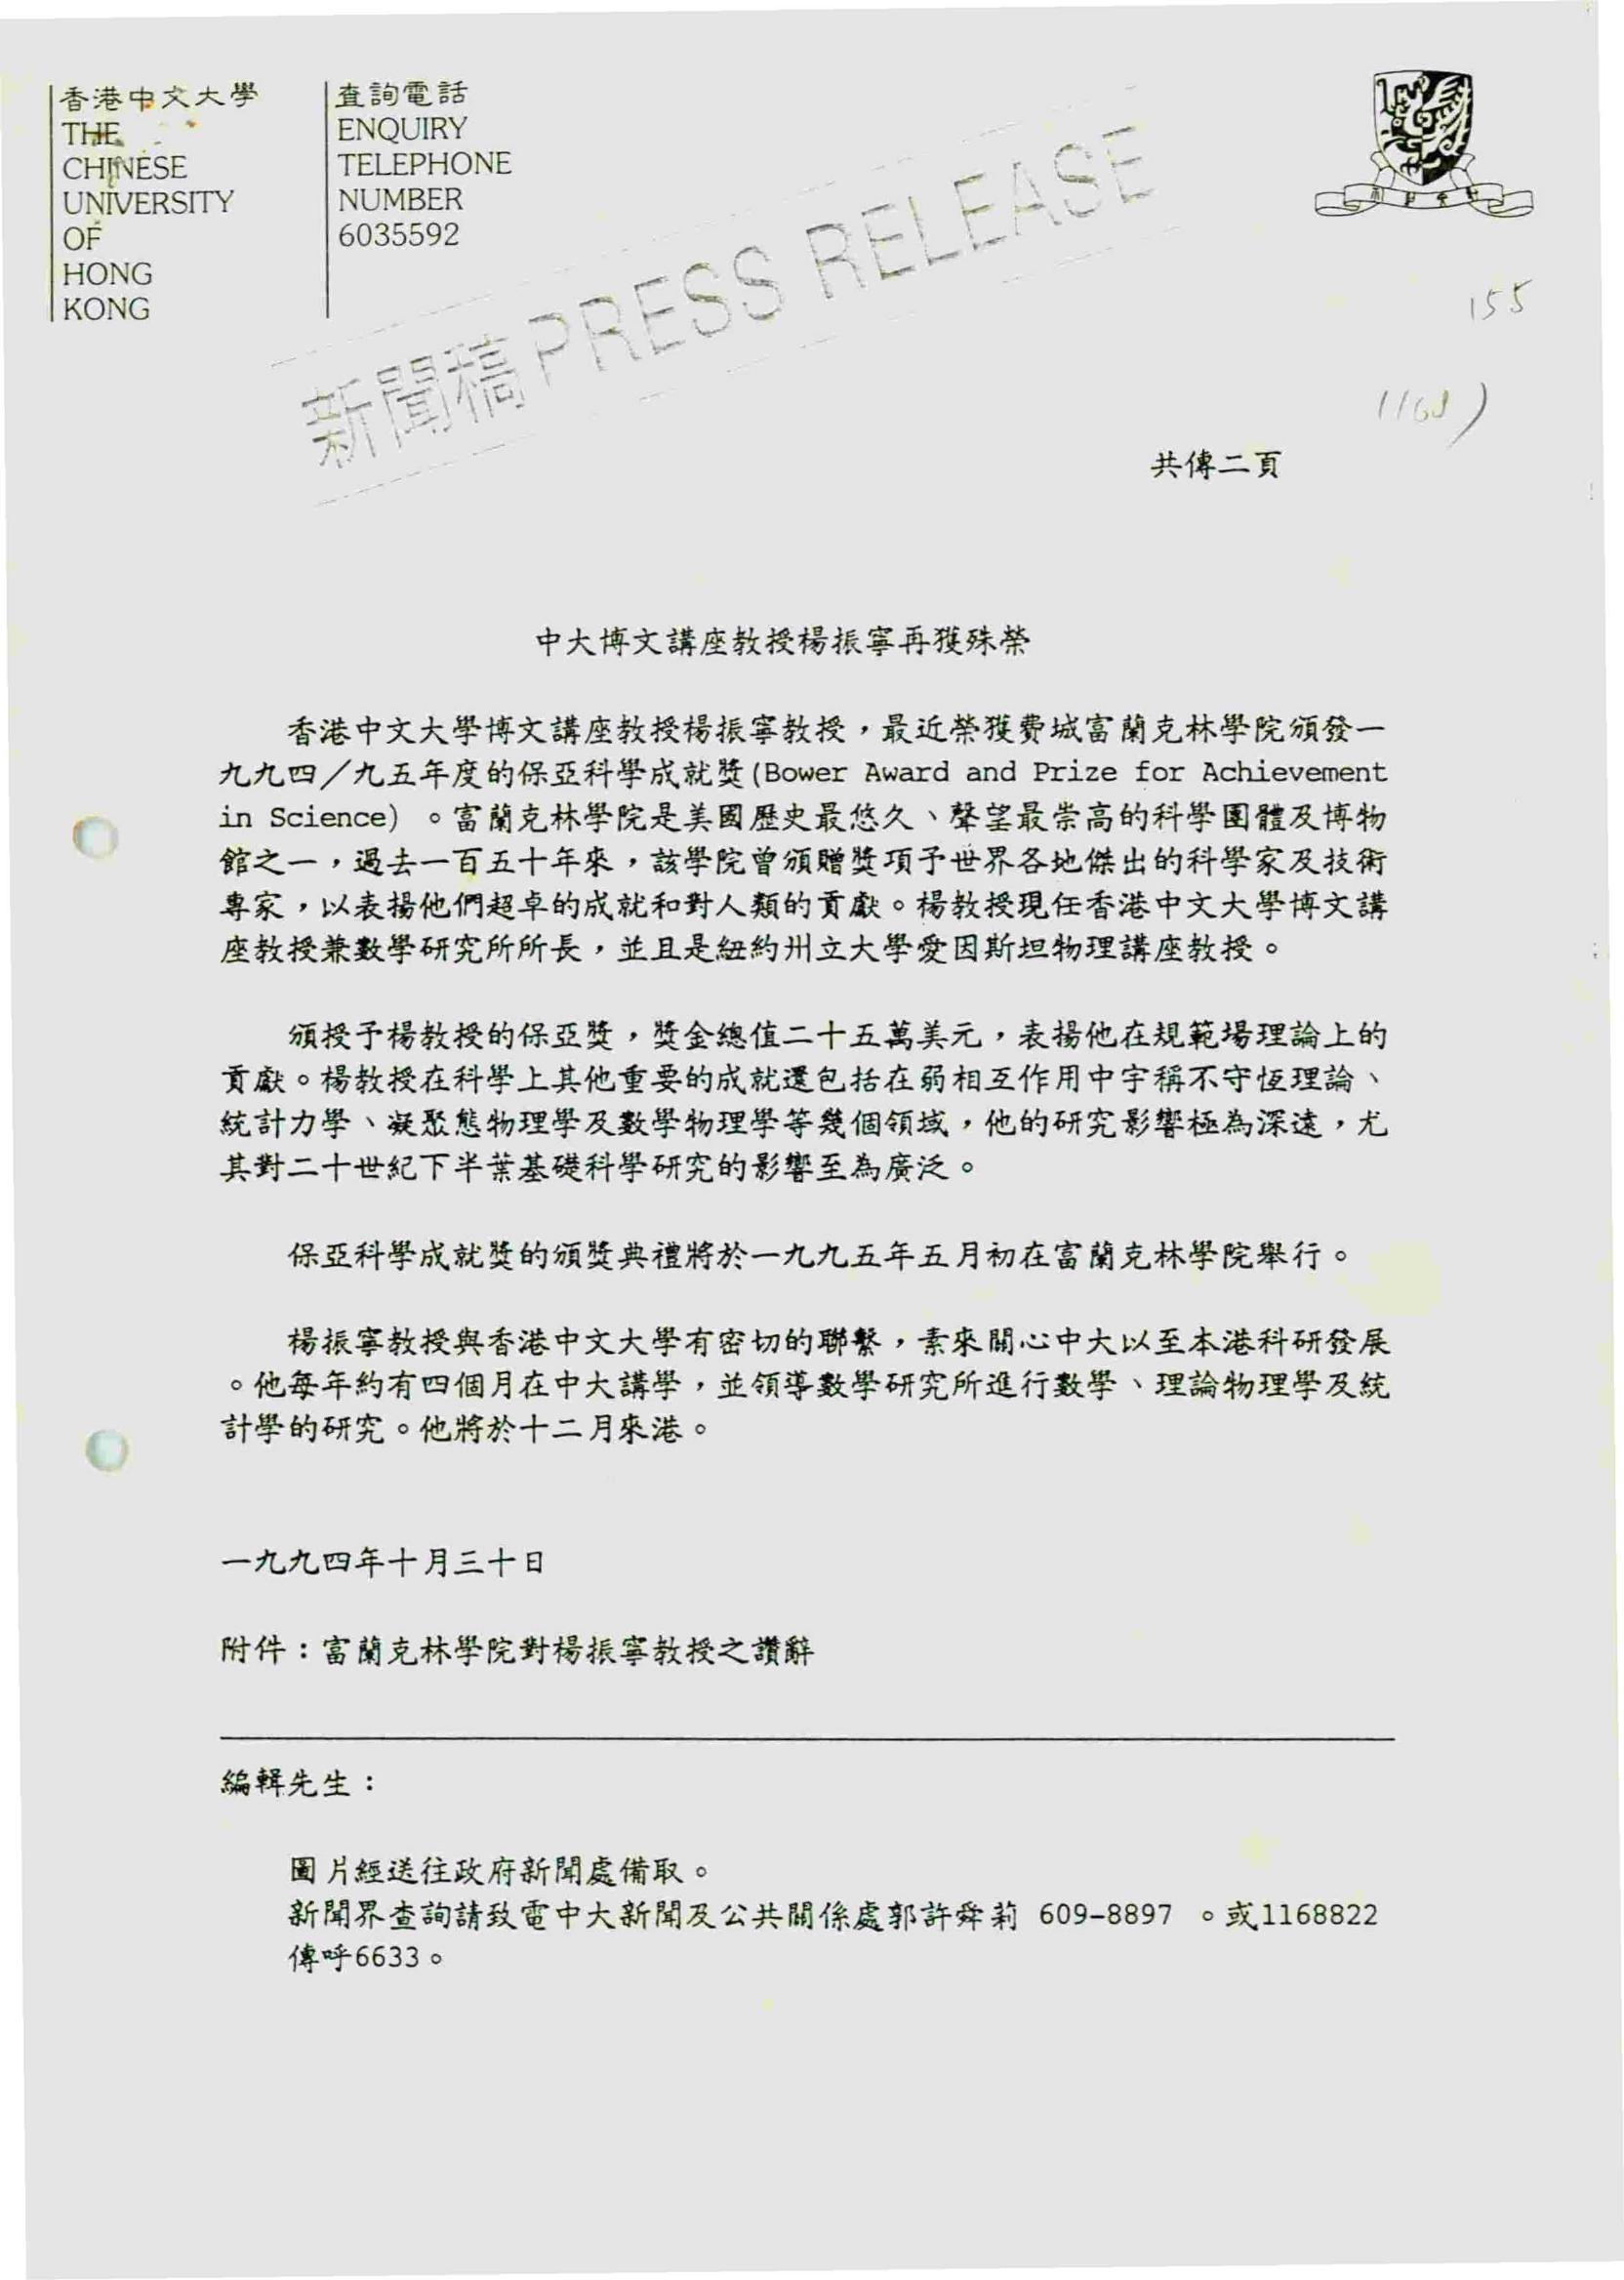 香港中文大學
THE
CHINESE
UNIVERSITY
OF
HONG
KONG
查詢電話
ENQUIRY
TELEPHONE
NUMBER
6035592
新聞稿 PRESS RELEASE
155
共傳二頁
中大博文講座教授楊振寧再獲殊榮
香港中文大學博文講座教授楊振寧教授，最近榮獲費城富蘭克林學院頒發一
九九四／九五年度的保亞科學成就獎(Bower Award and Prize for Achievement
in Science) 。富蘭克林學院是美國歷史最悠久、聲望最崇高的科學團體及博物
館之一，過去一百五十年來，該學院曾頒贈獎項予世界各地傑出的科學家及技術
專家，以表揚他們超卓的成就和對人類的貢獻。楊教授現任香港中文大學博文講
座教授兼數學研究所所長，並且是紐約州立大學愛因斯坦物理講座教授。
頒授予楊教授的保亞獎，獎金總值二十五萬美元，表揚他在規範場理論上的
貢獻。楊教授在科學上其他重要的成就還包括在弱相互作用中宇稱不守恆理論、
統計力學、凝聚態物理學及數學物理學等幾個領域，他的研究影響極為深遠，尤
其對二十世紀下半葉基礎科學研究的影響至為廣泛。
保亞科學成就獎的頒獎典禮將於一九九五年五月初在富蘭克林學院舉行。
楊振寧教授與香港中文大學有密切的聯繫，素來關心中大以至本港科研發展
。他每年約有四個月在中大講學，並領導數學研究所進行數學、理論物理學及統
計學的研究。他將於十二月來港。
一九九四年十月三十日
附件：富蘭克林學院對楊振寧教授之讚辭
編輯先生：
圖片經送往政府新聞處備取。
新聞界查詢請致電中大新聞及公共關係處郭許舜莉 609-8897 。或1168822
傳呼6633。